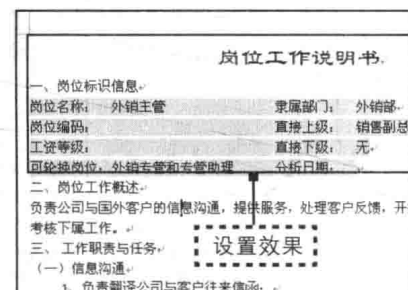 岗位工作说明书
一、岗位标识信息
岗位名称： 外销主管 隶属部门： 外销部
岗位编码： 直接上级： 销售副总
工资等级： 直接下级： 无
可轮换岗位：外销专管和专管助理 分析日期：
二、岗位工作概述
负责公司与国外客户的信息沟通，提供服务，处理客户反馈，开
考核下属工作。
三、 工作职责与任务
设置效果
（一）信息沟通
1、负责翻译公司与客户往来信函；